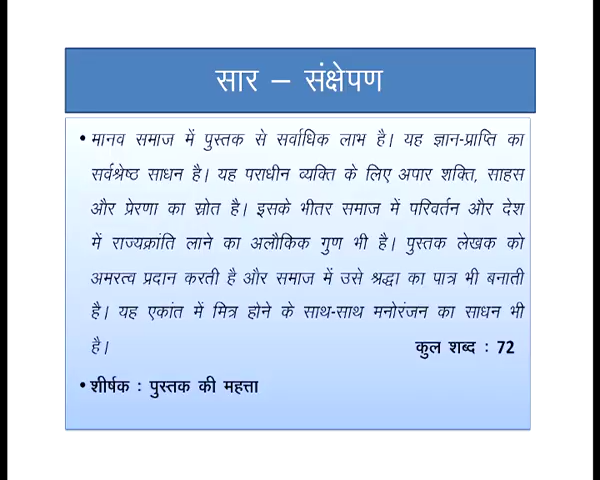 सार – संक्षेपण
• मानव समाज में पुस्तक से सर्वाधिक लाभ है। यह ज्ञान-प्राप्ति का
सर्वश्रेष्ठ साधन है। यह पराधीन व्यक्ति के लिए अपार शक्ति, साहस
और प्रेरणा का स्रोत है। इसके भीतर समाज में परिवर्तन और देश
में राज्यक्रांति लाने का अलौकिक गुण भी है। पुस्तक लेखक को
अमरत्व प्रदान करती है और समाज में उसे श्रद्धा का पात्र भी बनाती
है। यह एकांत में मित्र होने के साथ-साथ मनोरंजन का साधन भी
है। कुल शब्द : 72
• शीर्षक : पुस्तक की महत्ता